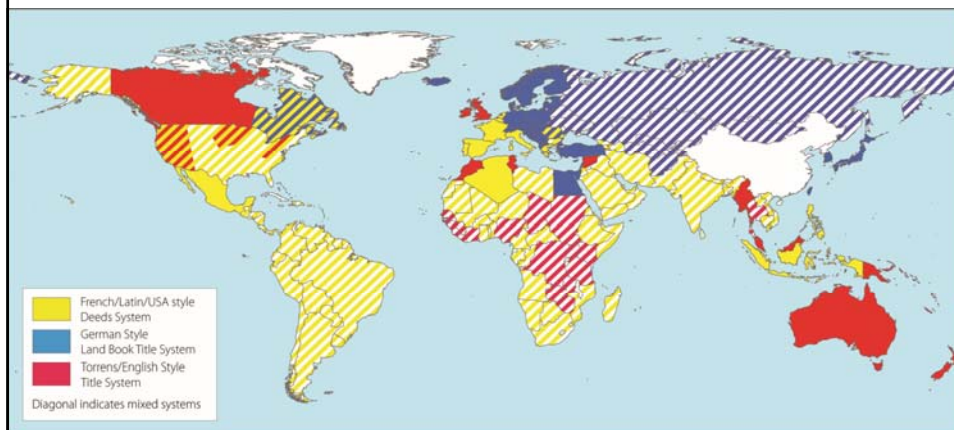 French/Latin/USA style
Deeds System
German Style
Land Book Title System
Torrens/English Style
Title System
Diagonal indicates mixed systems